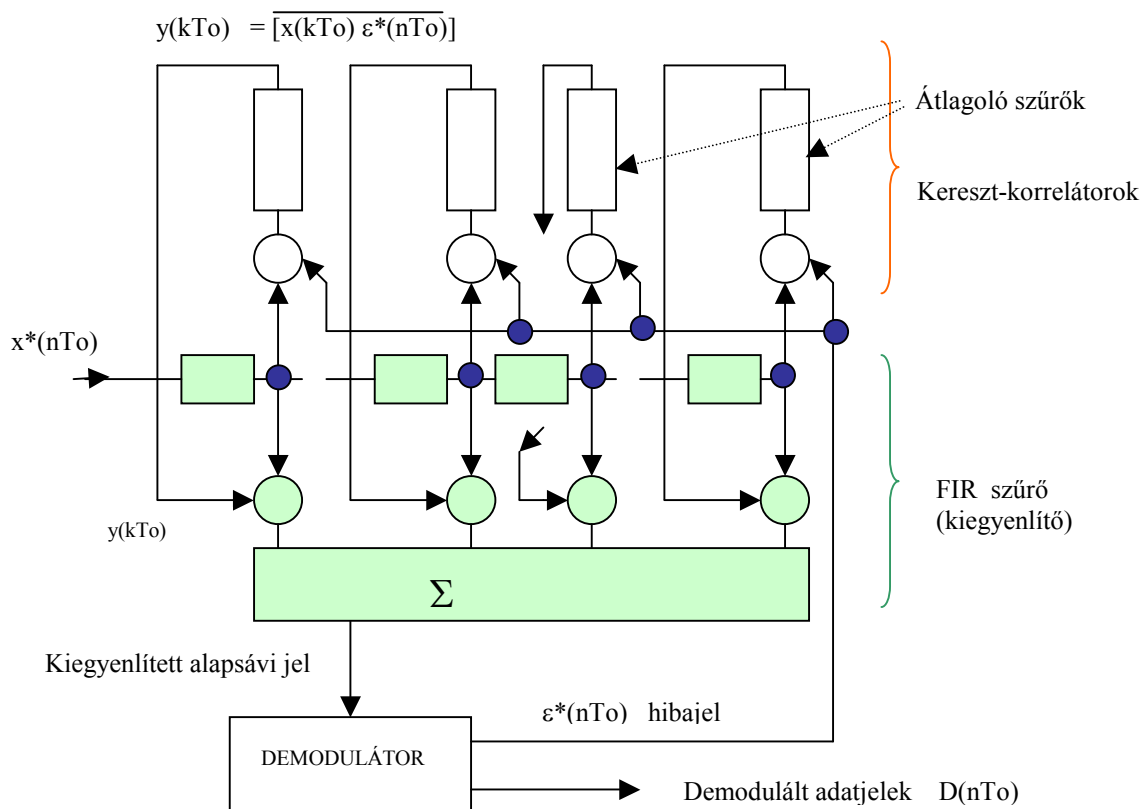 y(kTo) = [x(kTo) ε*(nTo)]
Átlagoló szűrők
Kereszt-korrelátorok
x*(nTo)
FIR szűrő
(kiegyenlítő)
y(kTo)
Σ
Kiegyenlített alapsávi jel
ε*(nTo) hibajel
DEMODULÁTOR
Demodulált adatjelek D(nTo)